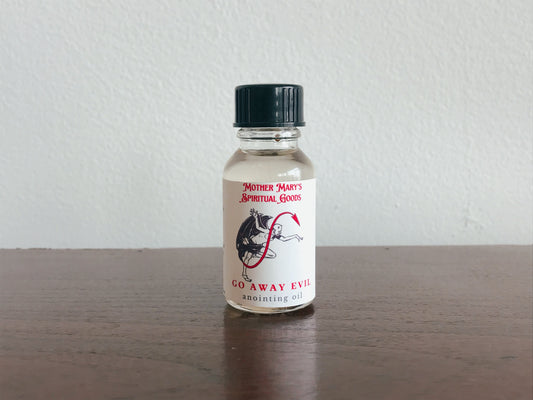 Mother Mary's
Spiritual Goods
GO AWAY EVIL
anointing oil